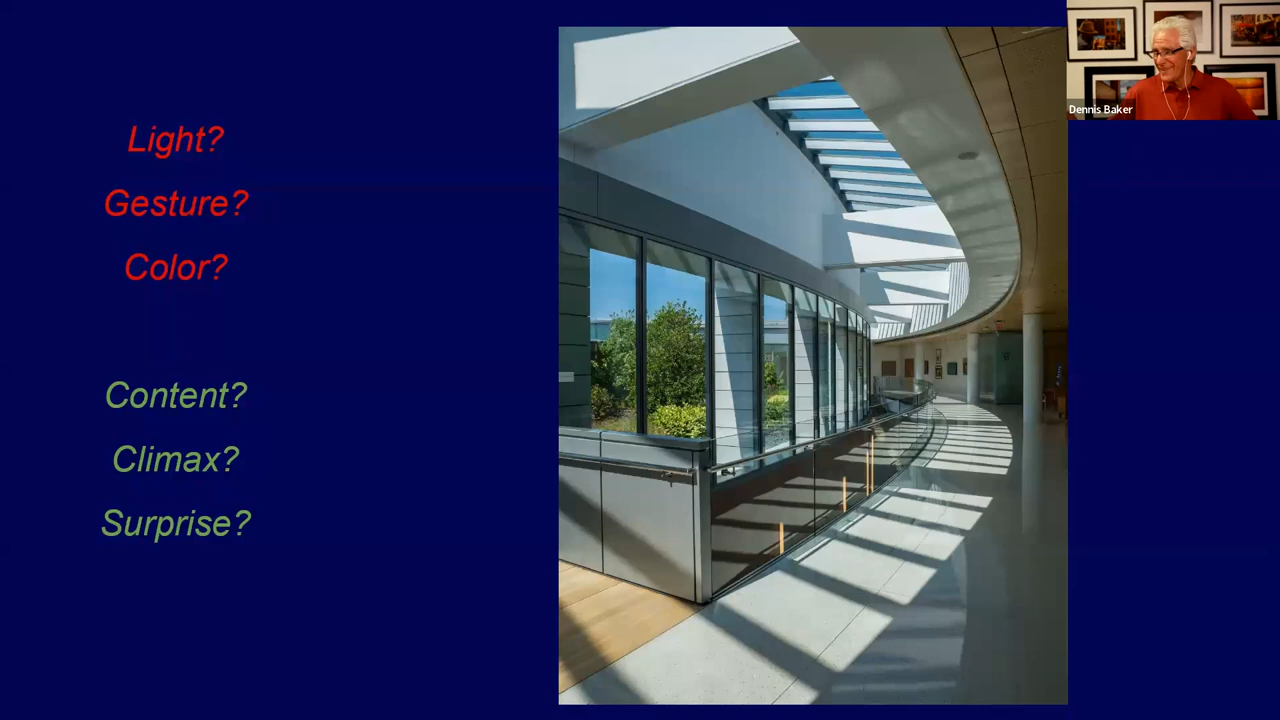 Light?
Gesture?
Color?
Content?
Climax?
Surprise?
Dennis Baker